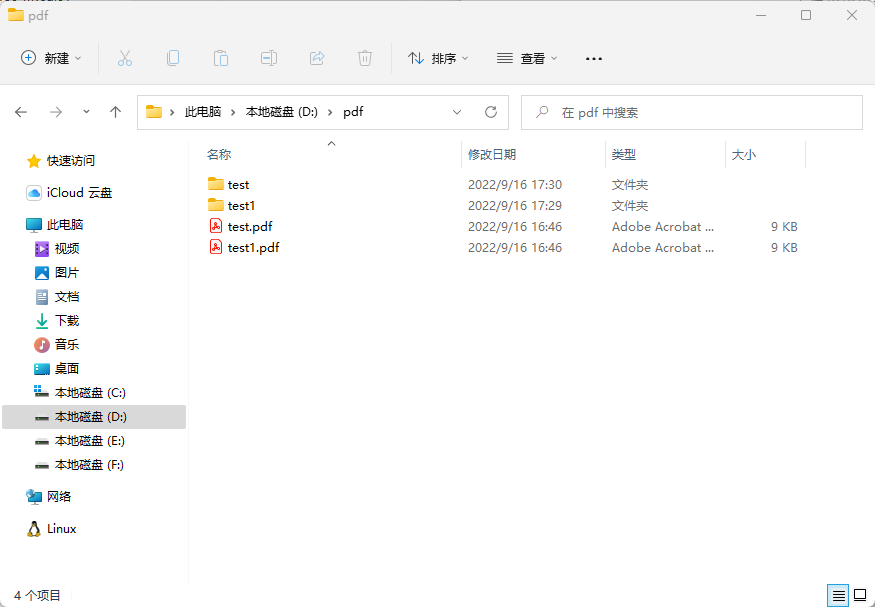 pdf
新建 排序 查看
此电脑 本地磁盘 (D:) pdf 在 pdf 中搜索
名称 修改日期 类型 大小
快速访问
iCloud 云盘
此电脑
视频
图片
文档
下载
音乐
桌面
本地磁盘 (C:)
本地磁盘 (D:)
本地磁盘 (E:)
本地磁盘 (F:)
网络
Linux
test 2022/9/16 17:30 文件夹
test1 2022/9/16 17:29 文件夹
test.pdf 2022/9/16 16:46 Adobe Acrobat ... 9 KB
test1.pdf 2022/9/16 16:46 Adobe Acrobat ... 9 KB
4 个项目